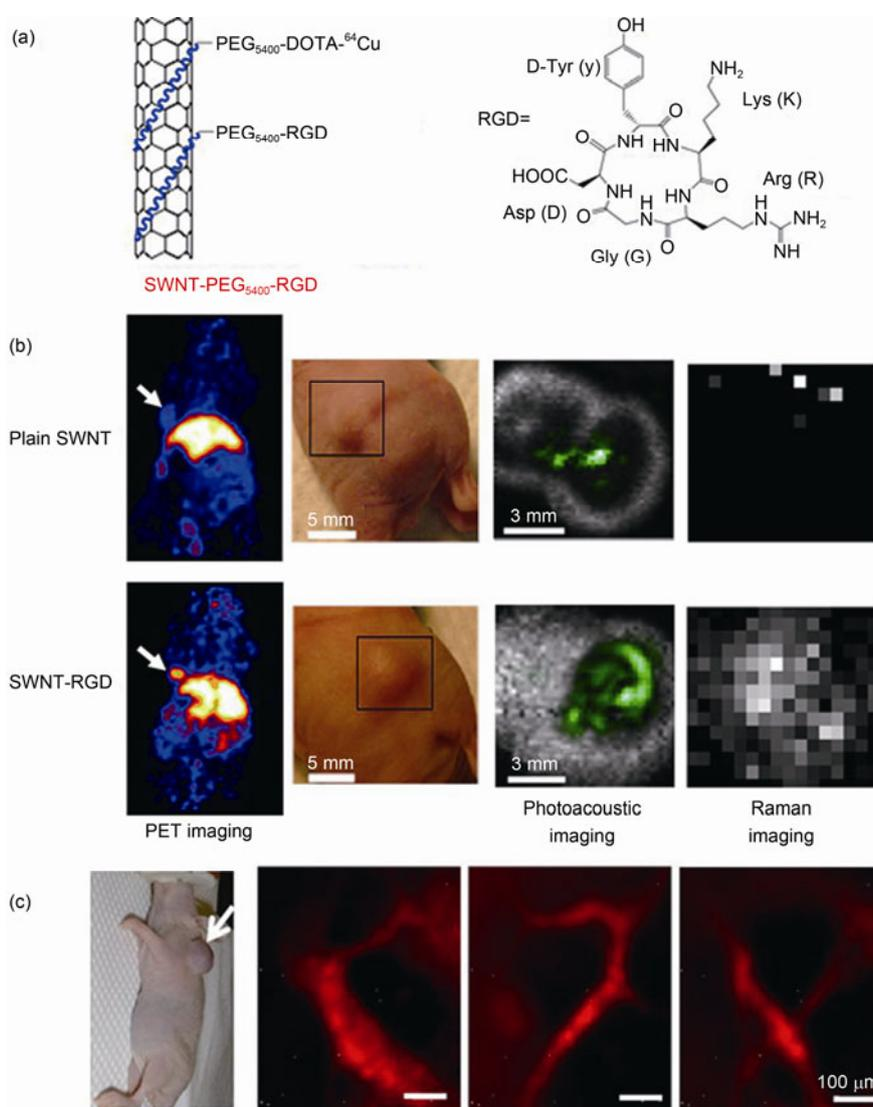 (a)
PEG5400-DOTA-64Cu
PEG5400-RGD
SWNT-PEG5400-RGD
RGD=
OH
D-Tyr (y)
NH2
Lys (K)
O
O
NH
HN
HOOC
O
O
NH
HN
Arg (R)
Asp (D)
H
N
O
H
N
NH2
O
NH
Gly (G)
(b)
Plain SWNT
5 mm
3 mm
SWNT-RGD
5 mm
3 mm
PET imaging
Photoacoustic
imaging
Raman
imaging
(c)
100 μm